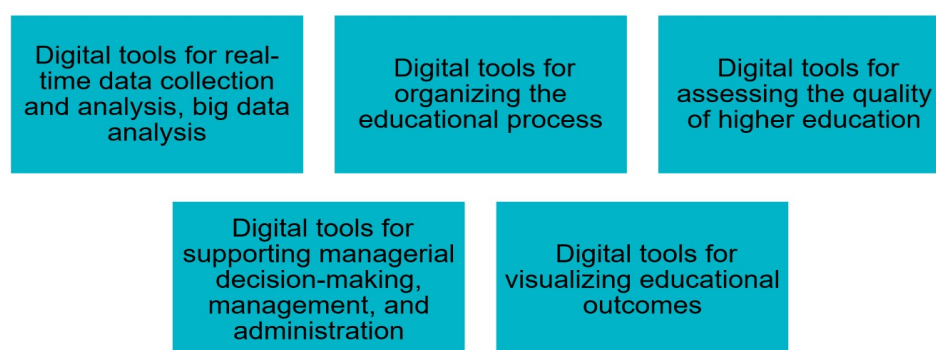 Digital tools for real-
time data collection
and analysis, big data
analysis
Digital tools for
organizing the
educational process
Digital tools for
assessing the quality
of higher education
Digital tools for
supporting managerial
decision-making,
management, and
administration
Digital tools for
visualizing educational
outcomes